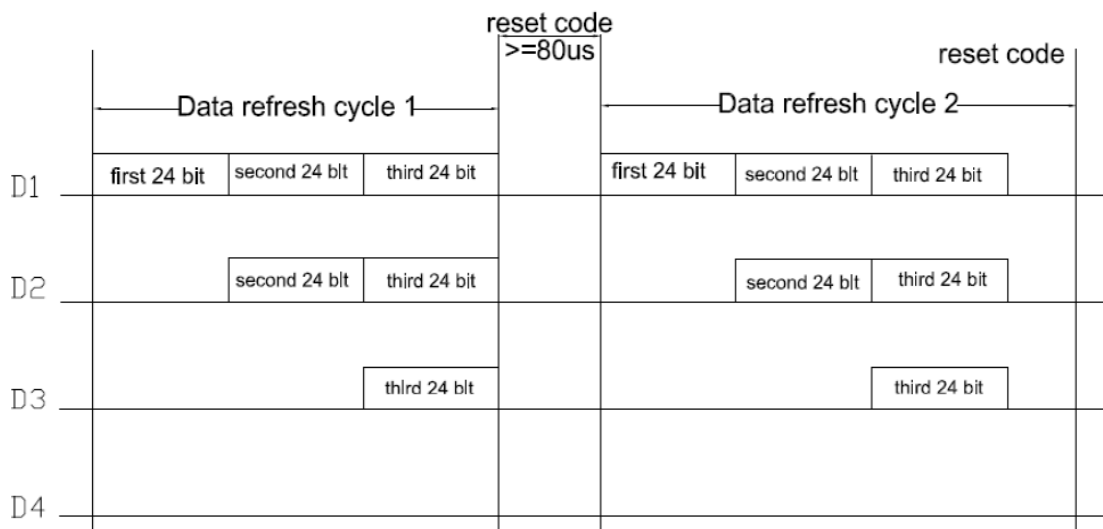 reset code
>=80us
reset code
Data refresh cycle 1
Data refresh cycle 2
D1
first 24 bit
second 24 blt
third 24 bit
first 24 bit
second 24 blt
third 24 bit
D2
second 24 blt
third 24 bit
second 24 blt
third 24 bit
D3
thlrd 24 blt
third 24 bit
D4